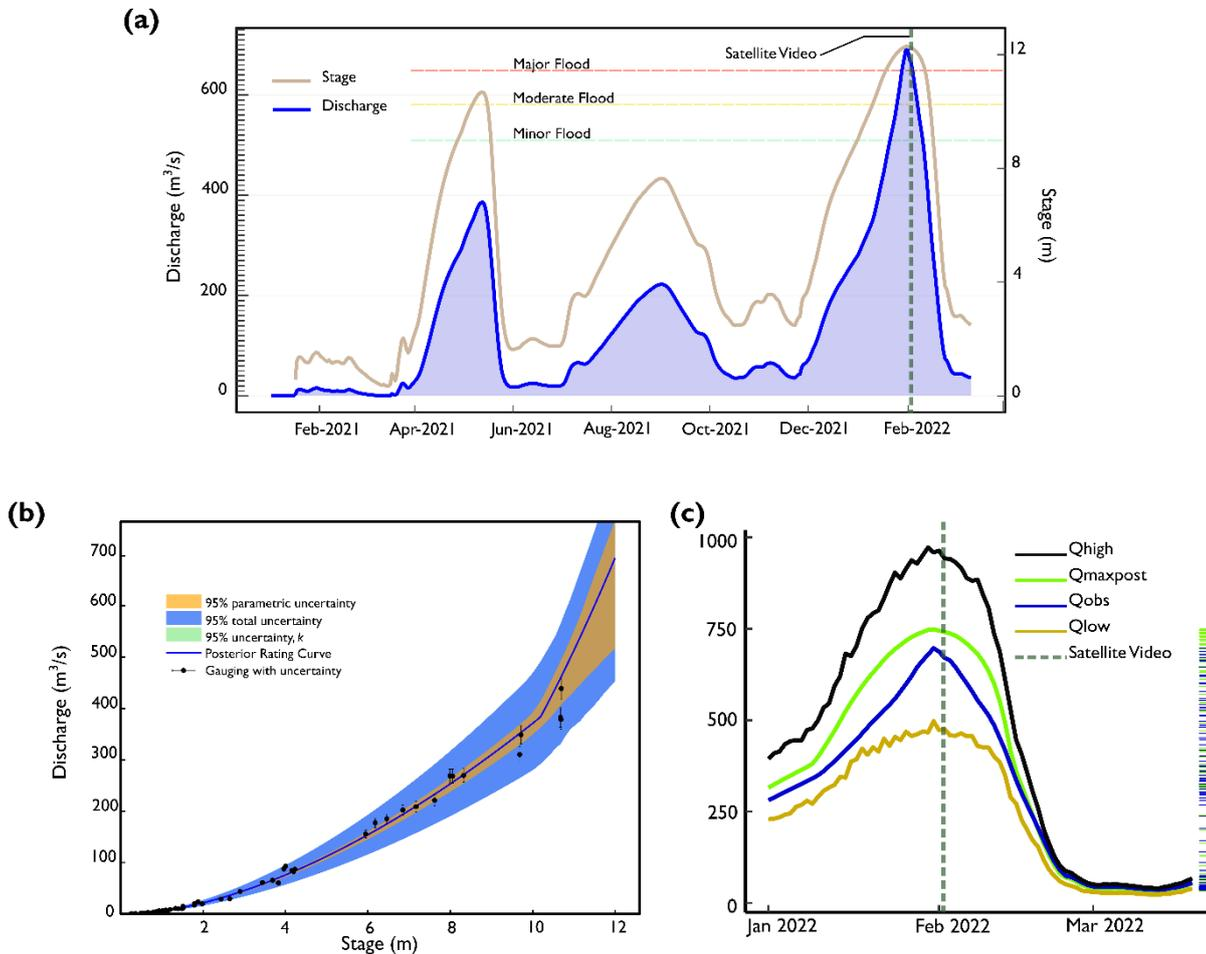 (a)
Satellite Video
12
Stage
Major Flood
600
Discharge
Moderate Flood
Minor Flood
8
Discharge (m³/s)
400
Stage (m)
4
200
0
0
Feb-2021
Apr-2021
Jun-2021
Aug-2021
Oct-2021
Dec-2021
Feb-2022
(b)
700
600
500
400
300
200
100
0
Discharge (m³/s)
95% parametric uncertainty
95% total uncertainty
95% uncertainty, k
Posterior Rating Curve
Gauging with uncertainty
2
4
6
8
10
12
Stage (m)
(c)
1000
750
500
250
0
Qhigh
Qmaxpost
Qobs
Qlow
Satellite Video
Jan 2022
Feb 2022
Mar 2022